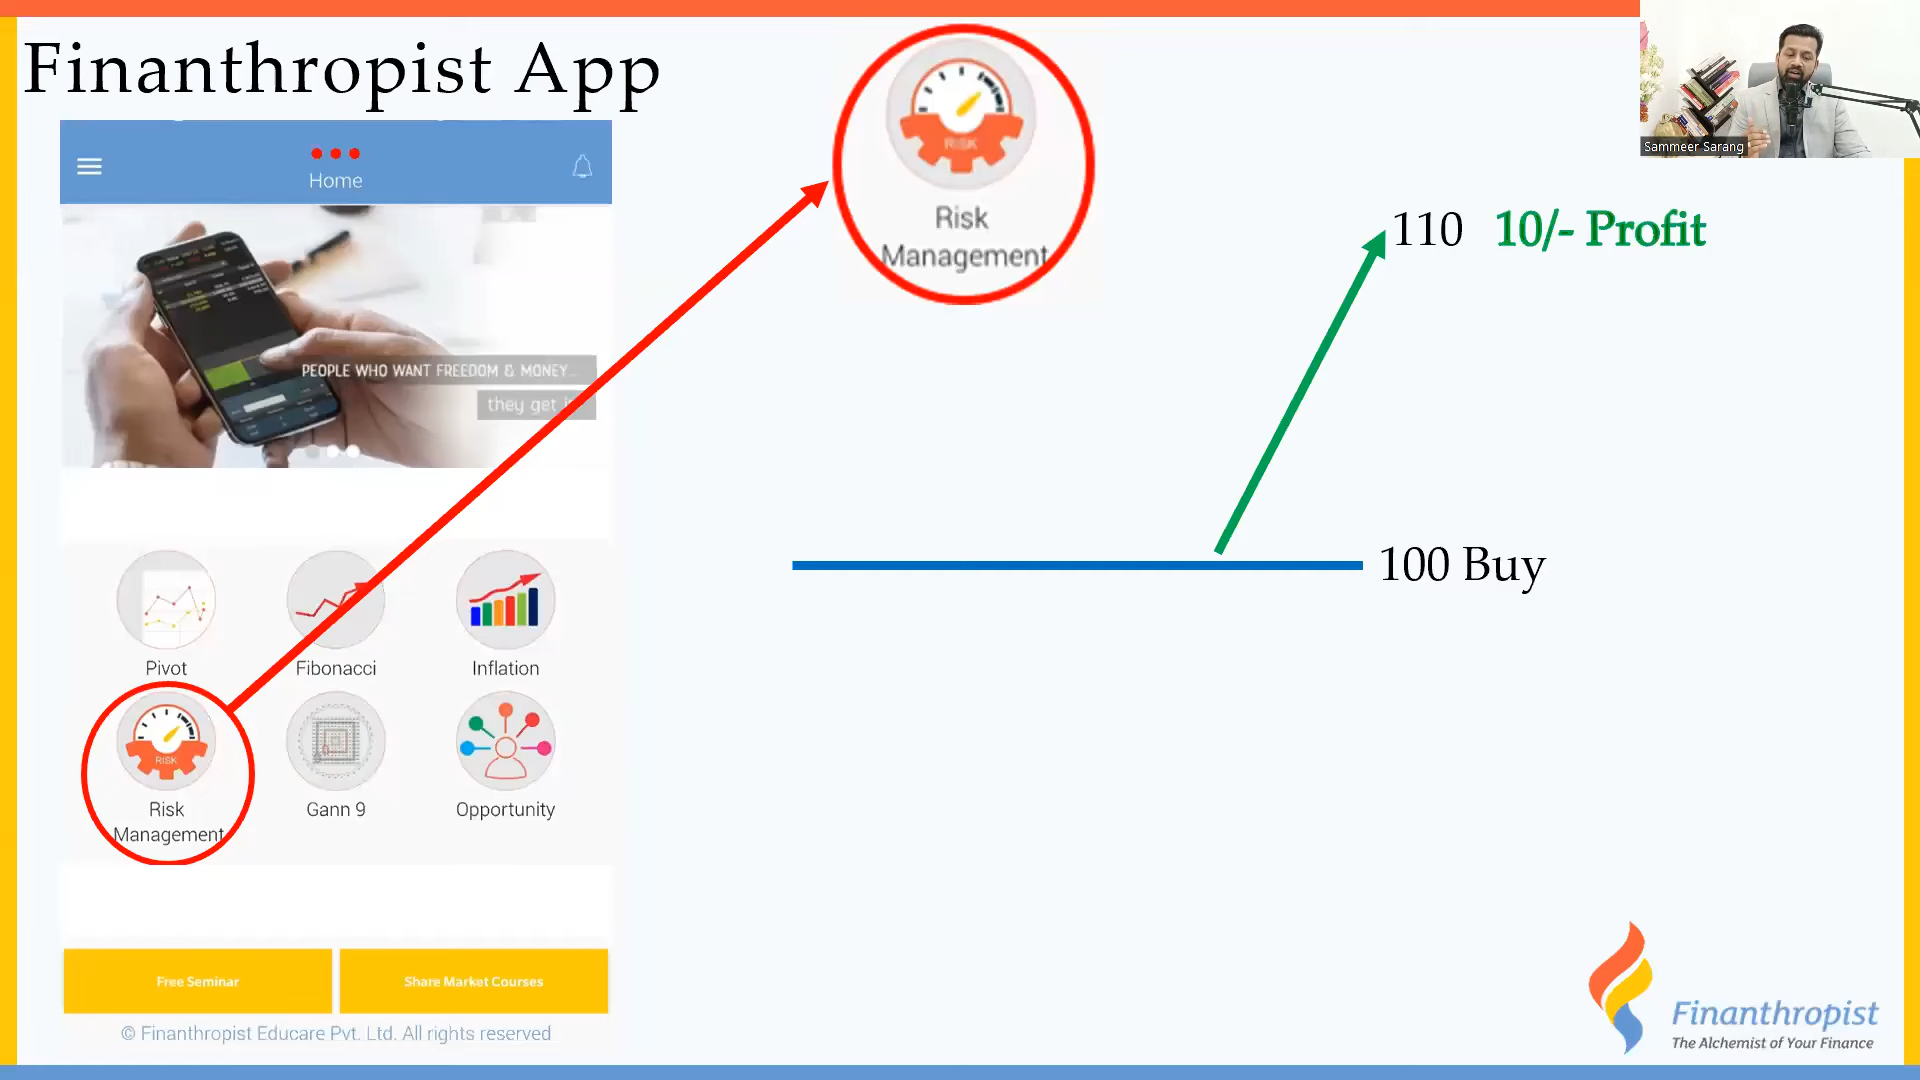 Finanthropist App
Home
PEOPLE WHO WANT FREEDOM & MONEY...
they get
Pivot
Fibonacci
Inflation
RISK
Risk
Management
Gann 9
Opportunity
Free Seminar
Share Market Courses
© Finanthropist Educare Pvt. Ltd. All rights reserved
RISK
Risk
Management
110 10/- Profit
100 Buy
Sammeer Sarang
Finanthropist
The Alchemist of Your Finance